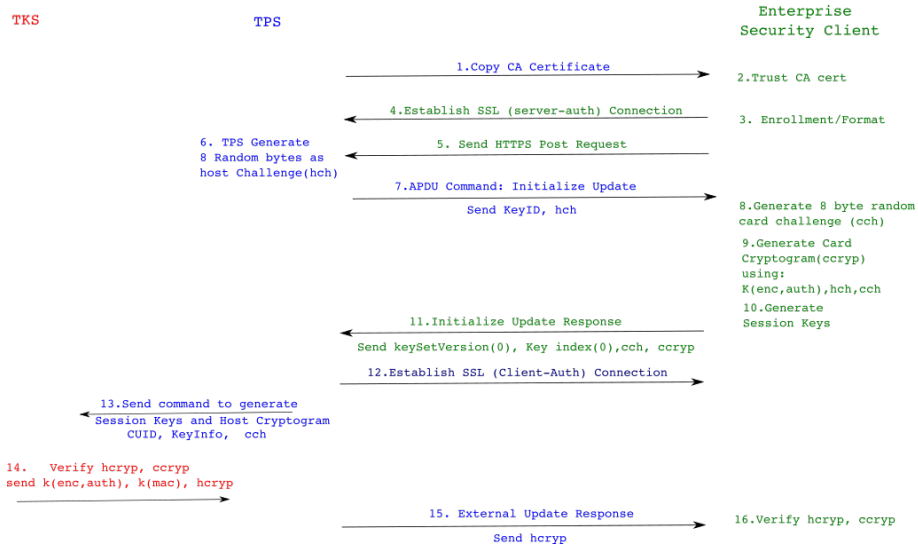 TKS
TPS
Enterprise
Security Client
1.Copy CA Certificate
2.Trust CA cert
4.Establish SSL (server-auth) Connection
3. Enrollment/Format
6. TPS Generate
8 Random bytes as
host Challenge(hch)
5. Send HTTPS Post Request
7.APDU Command: Initialize Update
Send KeyID, hch
8.Generate 8 byte random
card challenge (cch)
9.Generate Card
Cryptogram(ccryp)
using:
K(enc,auth),hch,cch
10.Generate
Session Keys
11.Initialize Update Response
Send keySetVersion(0), Key index(0),cch, ccryp
12.Establish SSL (Client-Auth) Connection
13.Send command to generate
Session Keys and Host Cryptogram
CUID, KeyInfo, cch
14. Verify hcryp, ccryp
send k(enc,auth), k(mac), hcryp
15. External Update Response
Send hcryp
16.Verify hcryp, ccryp